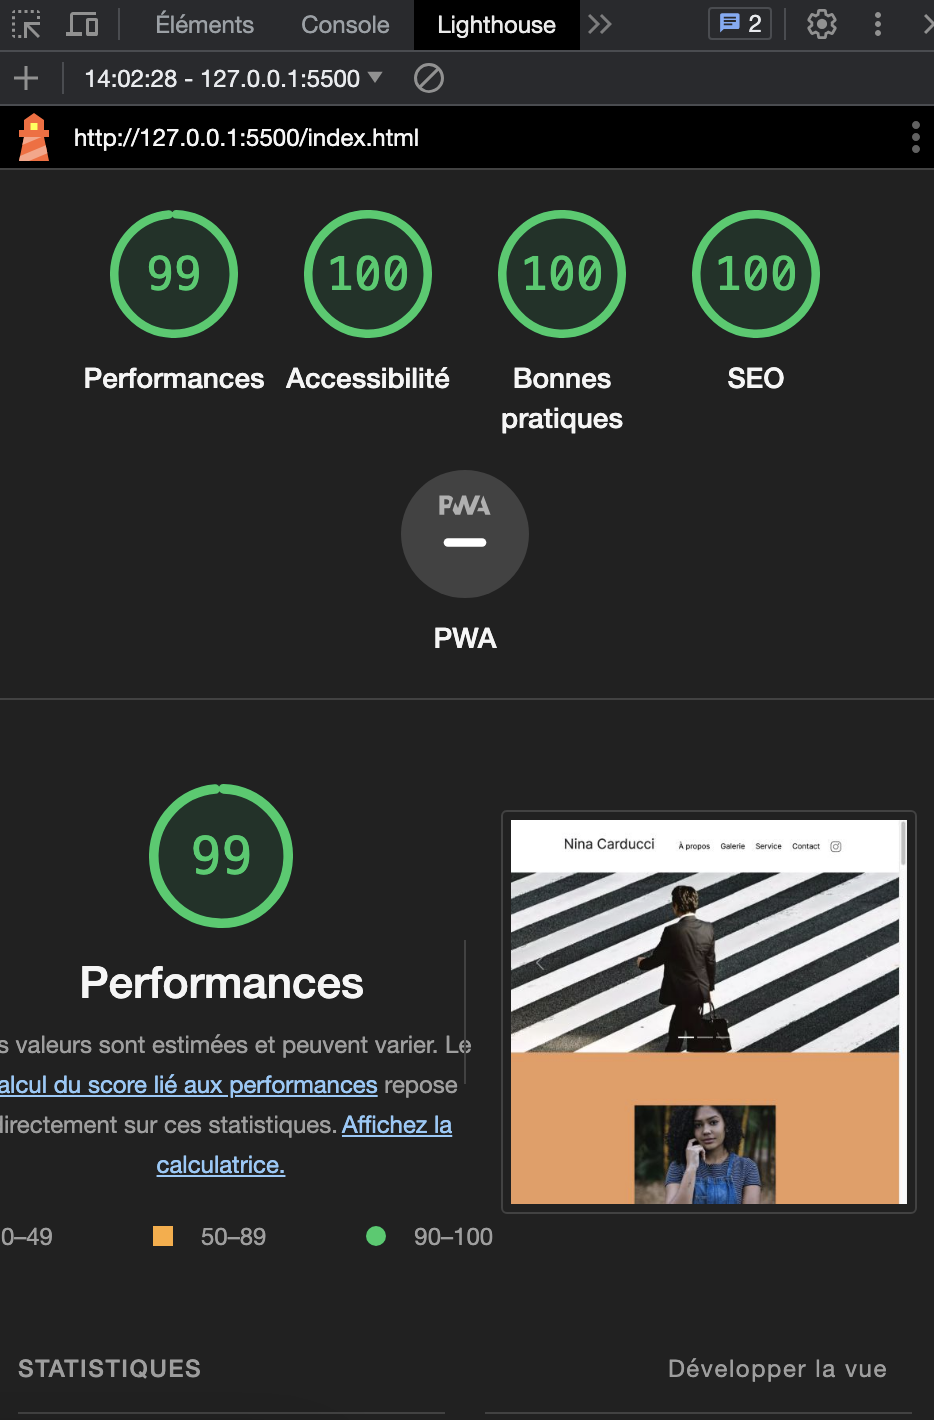 Éléments Console Lighthouse 2
14:02:28 - 127.0.0.1:5500
http://127.0.0.1:5500/index.html
99 100 100 100
Performances Accessibilité Bonnes pratiques SEO
PWA
PWA
99
Performances
s valeurs sont estimées et peuvent varier. Le
alcul du score lié aux performances repose
directement sur ces statistiques. Affichez la
calculatrice.
0–49 50–89 90–100
Nina Carducci À propos Galerie Service Contact
STATISTIQUES Développer la vue